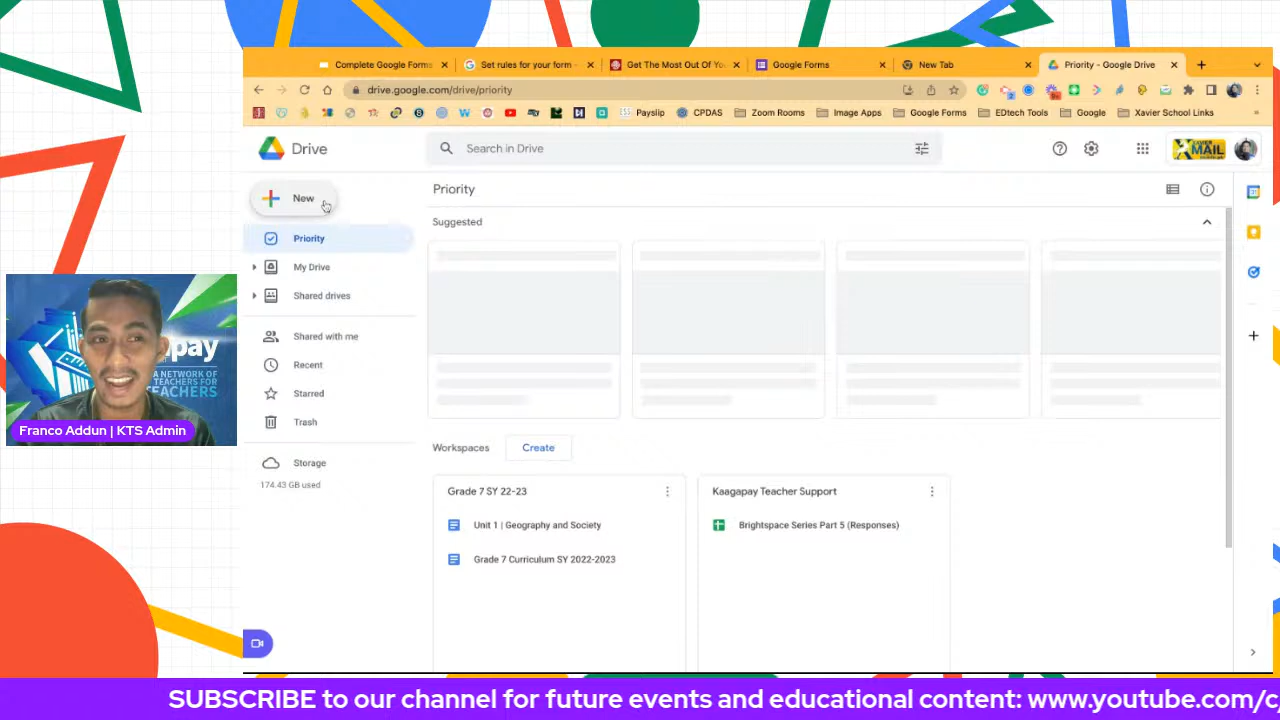 Complete Google Forms
Set rules for your form -
Get The Most Out Of Yo
Google Forms
New Tab
Priority - Google Drive
drive.google.com/drive/priority
Payslip
CPDAS
Zoom Rooms
Image Apps
Google Forms
EDtech Tools
Google
Xavier School Links
Drive
Search in Drive
New
Priority
Priority
My Drive
Shared drives
Shared with me
Recent
Starred
Trash
Storage
174.43 GB used
Suggested
Workspaces
Create
Grade 7 SY 22-23
Unit 1 | Geography and Society
Grade 7 Curriculum SY 2022-2023
Kaagapay Teacher Support
Brightspace Series Part 5 (Responses)
pay
A NETWORK OF
TEACHERS FOR
TEACHERS
Franco Addun | KTS Admin
SUBSCRIBE to our channel for future events and educational content: www.youtube.com/c/